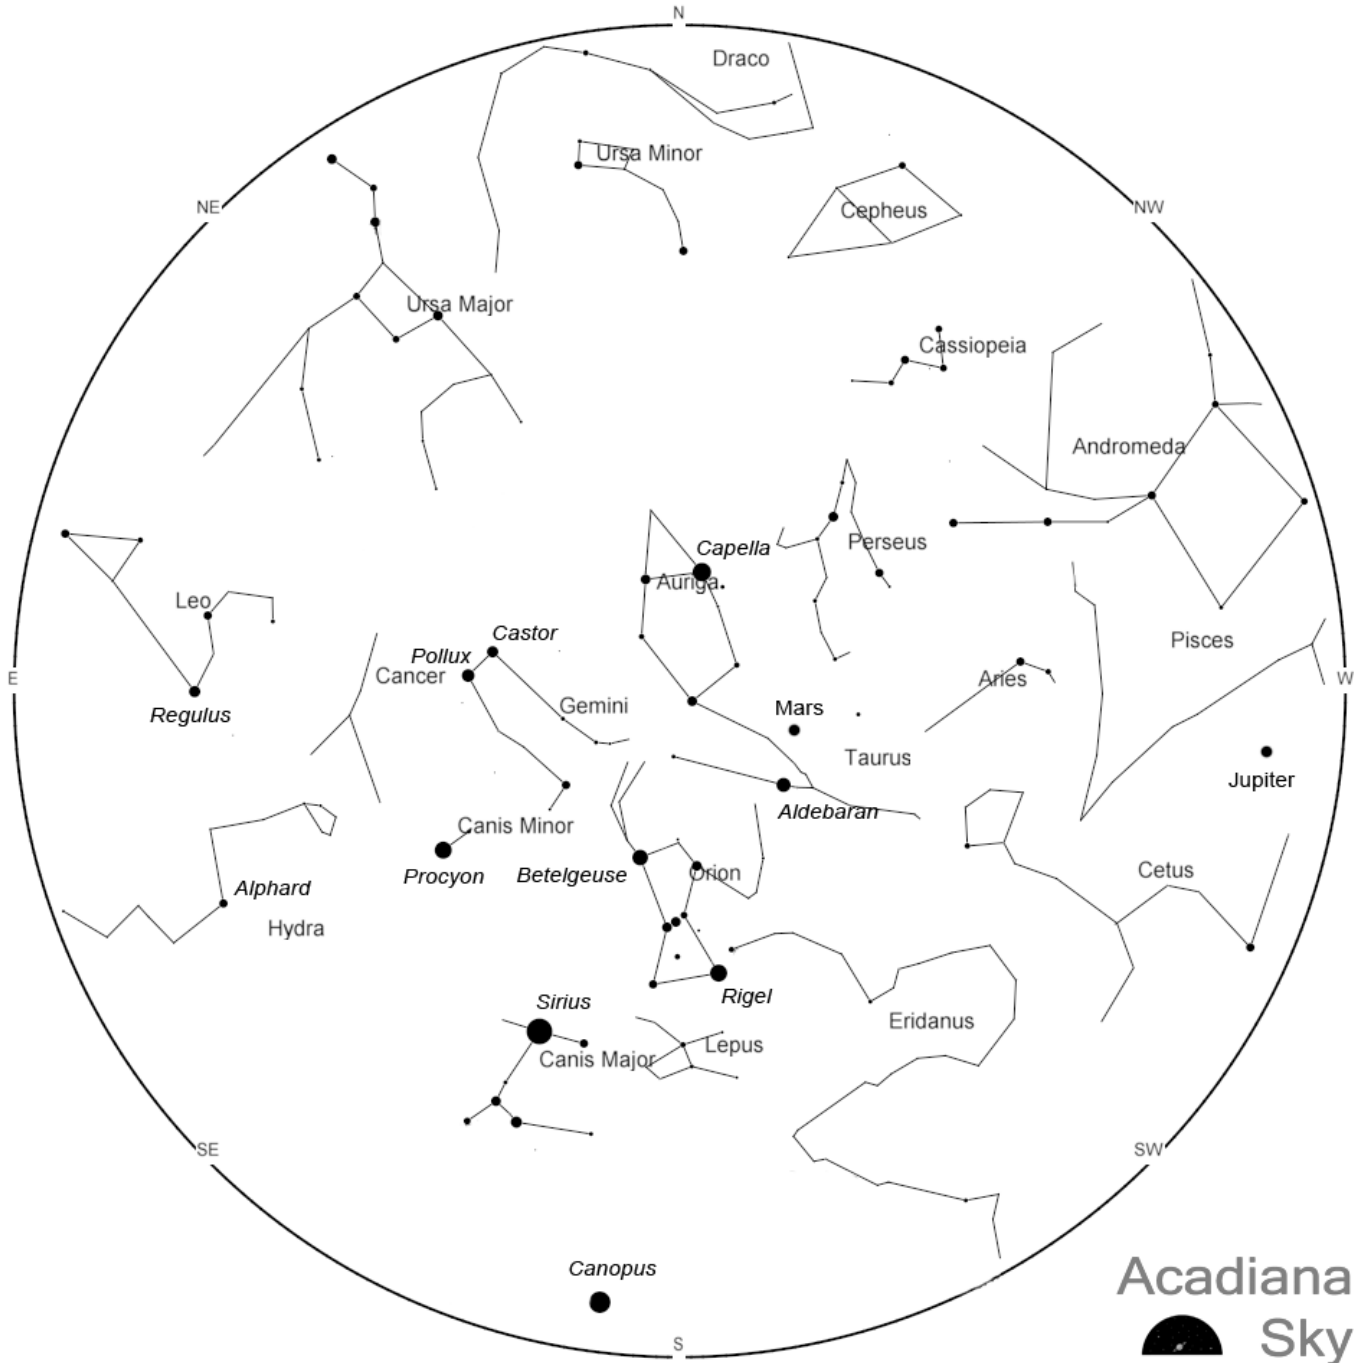 N
Draco
Ursa Minor
NE
NW
Cepheus
Ursa Major
Cassiopeia
Andromeda
Perseus
Capella
Auriga
Leo
Castor
Pisces
Pollux
Cancer
E
Aries
W
Regulus
Gemini
Mars
Taurus
Jupiter
Aldebaran
Canis Minor
Procyon
Betelgeuse
Orion
Cetus
Alphard
Hydra
Rigel
Sirius
Eridanus
Canis Major
Lepus
SE
SW
Canopus
S
Acadiana
Sky